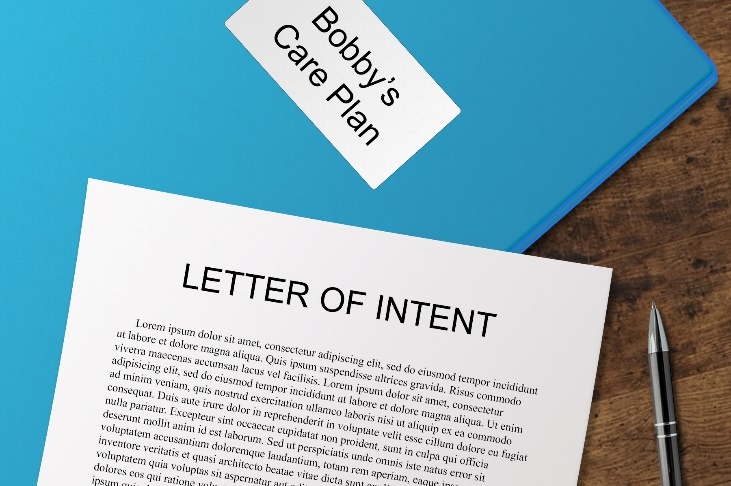 Bobby's
Care Plan
LETTER OF INTENT
Lorem ipsum dolor sit amet, consectetur adipiscing elit, sed do eiusmod tempor incididunt
ut labore et dolore magna aliqua. Quis ipsum suspendisse ultrices gravida. Risus commodo
viverra maecenas accumsan lacus vel facilisis. Lorem ipsum dolor sit amet, consectetur
adipiscing elit, sed do eiusmod tempor incididunt ut labore et dolore magna aliqua. Ut enim
ad minim veniam, quis nostrud exercitation ullamco laboris nisi ut aliquip ex ea commodo
consequat. Duis aute irure dolor in reprehenderit in voluptate velit esse cillum dolore eu fugiat
nulla pariatur. Excepteur sint occaecat cupidatat non proident, sunt in culpa qui officia
deserunt mollit anim id est laborum. Sed ut perspiciatis unde omnis iste natus error sit
voluptatem accusantium doloremque laudantium, totam rem aperiam, eaque ipsa
inventore veritatis et quasi architecto beatae vitae dicta sunt
voluptatem quia voluptas sit aspernatur aut
dolores eos qui ratione
ipsum quia